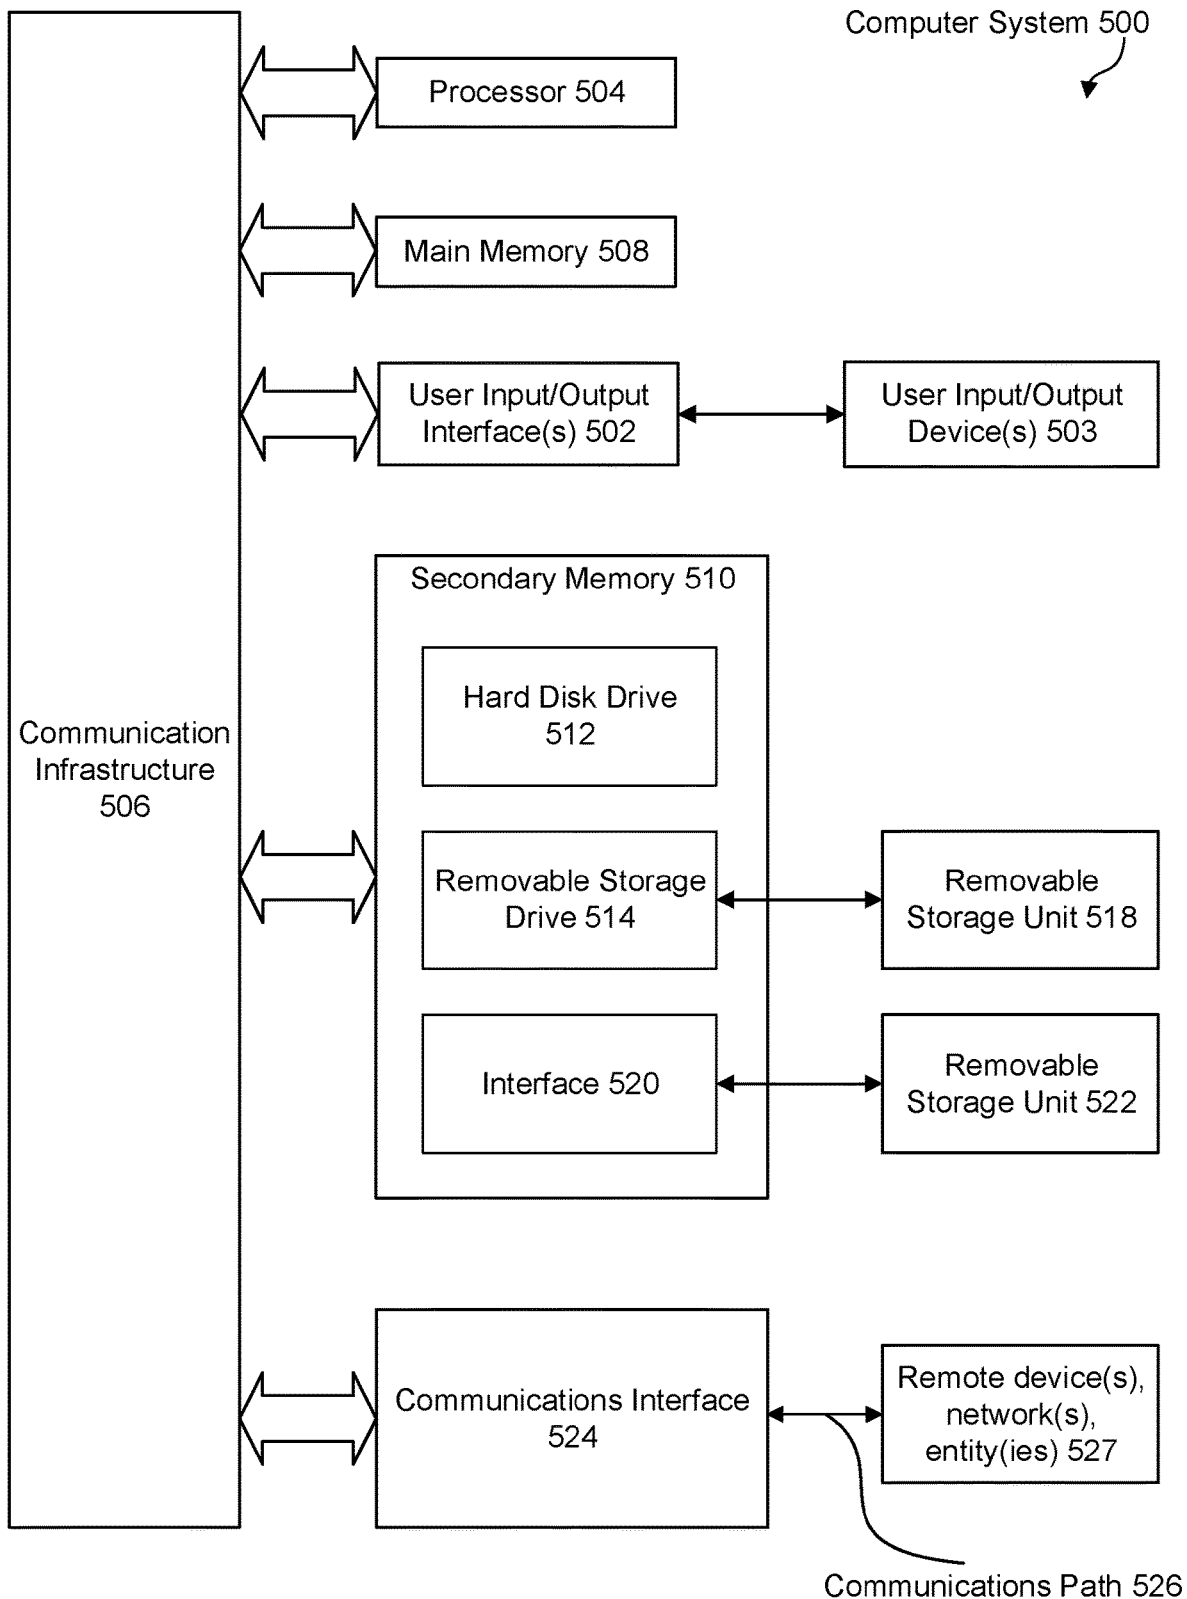 Computer System 500
Processor 504
Main Memory 508
User Input/Output
Interface(s) 502
User Input/Output
Device(s) 503
Secondary Memory 510
Hard Disk Drive
512
Communication
Infrastructure
506
Removable Storage
Drive 514
Removable
Storage Unit 518
Interface 520
Removable
Storage Unit 522
Communications Interface
524
Remote device(s),
network(s),
entity(ies) 527
Communications Path 526